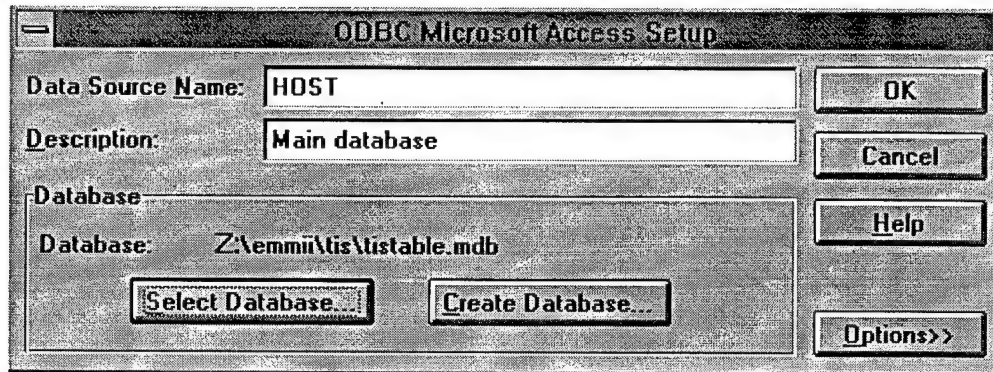 ODBC Microsoft Access Setup
Data Source Name: HOST
OK
Description: Main database
Cancel
Database
Help
Database: Z:\emmii\tis\tistable.mdb
Select Database... Create Database...
Options>>